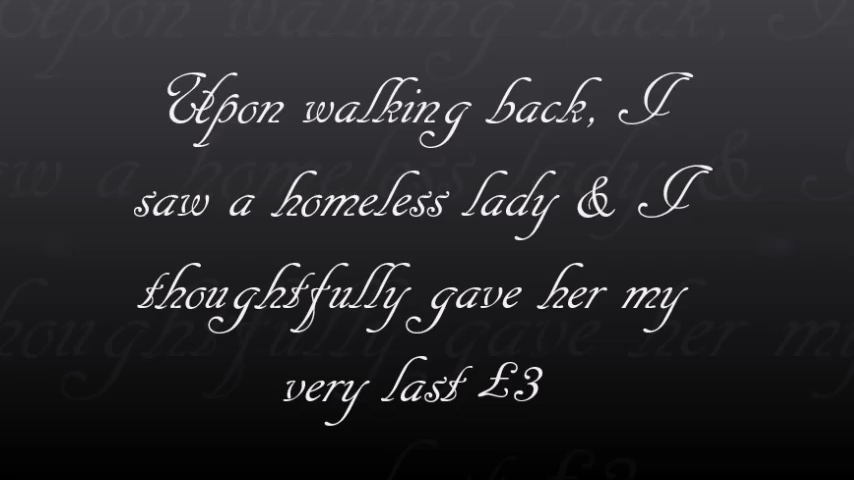 Upon walking back, I
saw a homeless lady & I
thoughtfully gave her my
very last £3